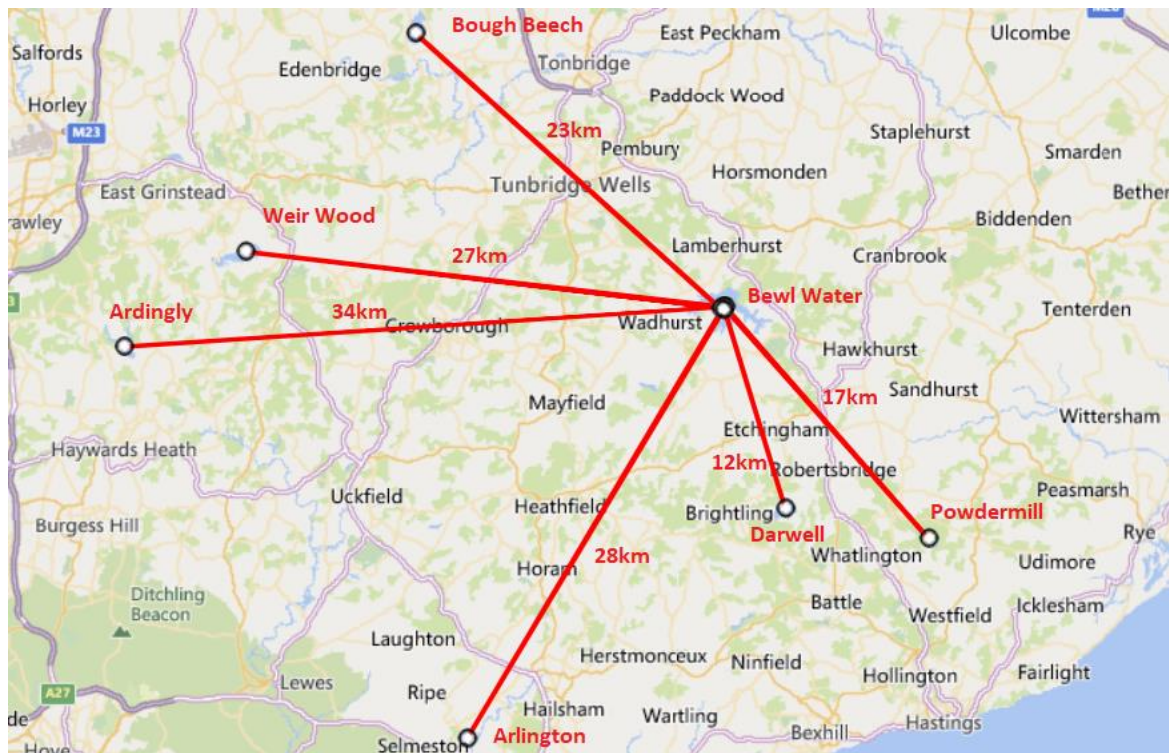 Bough Beech
East Peckham
M20
Ulcombe
Salfords
Edenbridge
Tonbridge
Paddock Wood
Horley
M23
23km
Staplehurst
Pembury
Smarden
Horsmonden
East Grinstead
Tunbridge Wells
Bether
rawley
Weir Wood
Biddenden
Lamberhurst
Cranbrook
27km
Bewl Water
Ardingly
34km
Tenterden
Crowborough
Wadhurst
Hawkhurst
Sandhurst
17km
Mayfield
Wittersham
Etchingham
Haywards Heath
12km
Robertsbridge
Uckfield
Peasmarsh
Heathfield
Brightling
Powdermill
Burgess Hill
Darwell
Rye
28km
Whatlington
Udimore
Horam
Ditchling
Beacon
Battle
Icklesham
Westfield
Laughton
Herstmonceux
Ninfield
Fairlight
Hollington
Lewes
A27
Ripe
Hailsham
Wartling
Hastings
de
Selmeston
Arlington
Bexhill
Hove